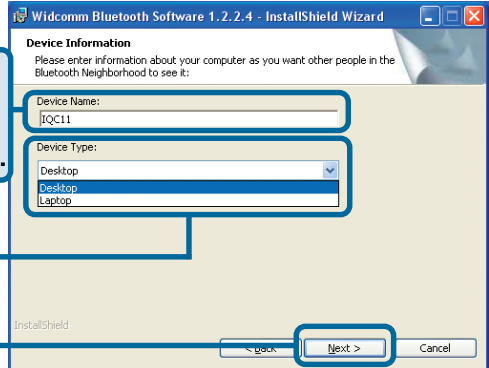 Widcomm Bluetooth Software 1.2.2.4 - InstallShield Wizard
Device Information
Please enter information about your computer as you want other people in the
Bluetooth Neighborhood to see it:
Device Name:
IQC11
Device Type:
.
Desktop
Desktop
Laptop
InstallShield
< Back Next > Cancel